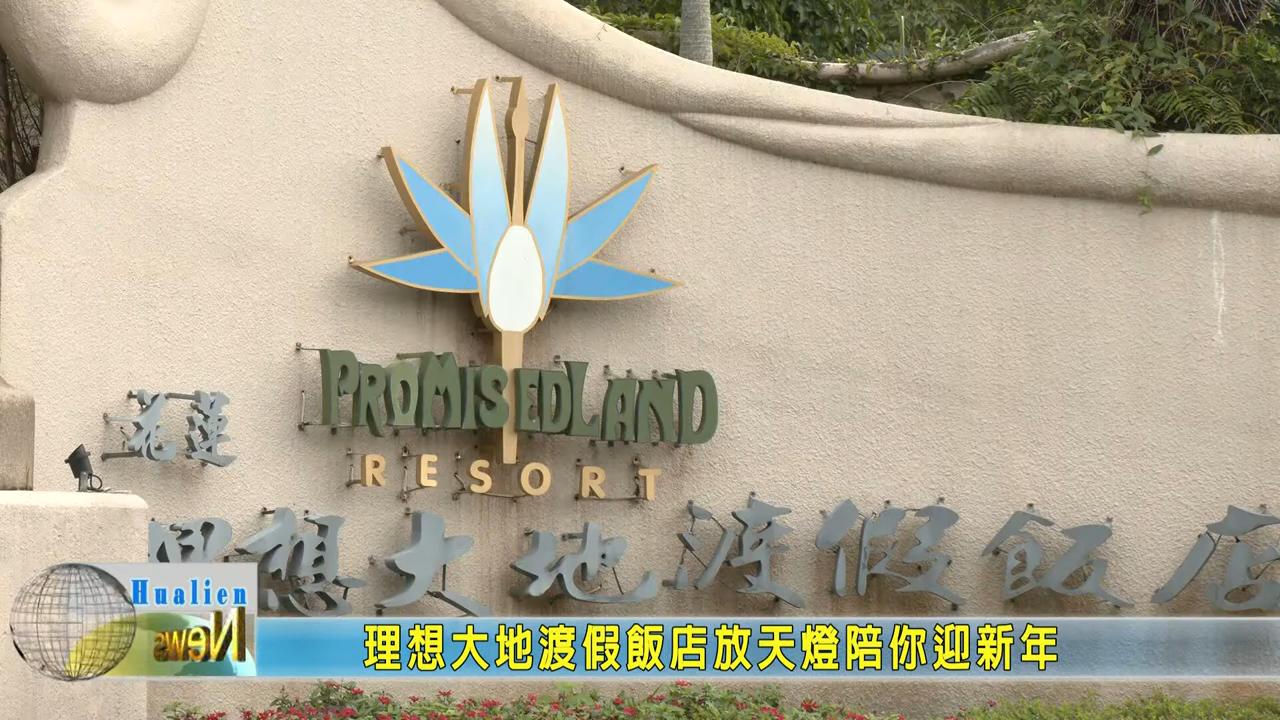 PROMISEDLAND
RESORT
花蓮
理想大地渡假飯店
Hualien
News
理想大地渡假飯店放天燈陪你迎新年